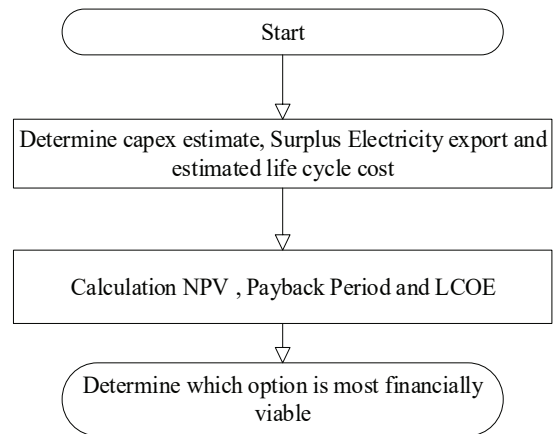 Start
Determine capex estimate, Surplus Electricity export and
estimated life cycle cost
Calculation NPV , Payback Period and LCOE
Determine which option is most financially
viable